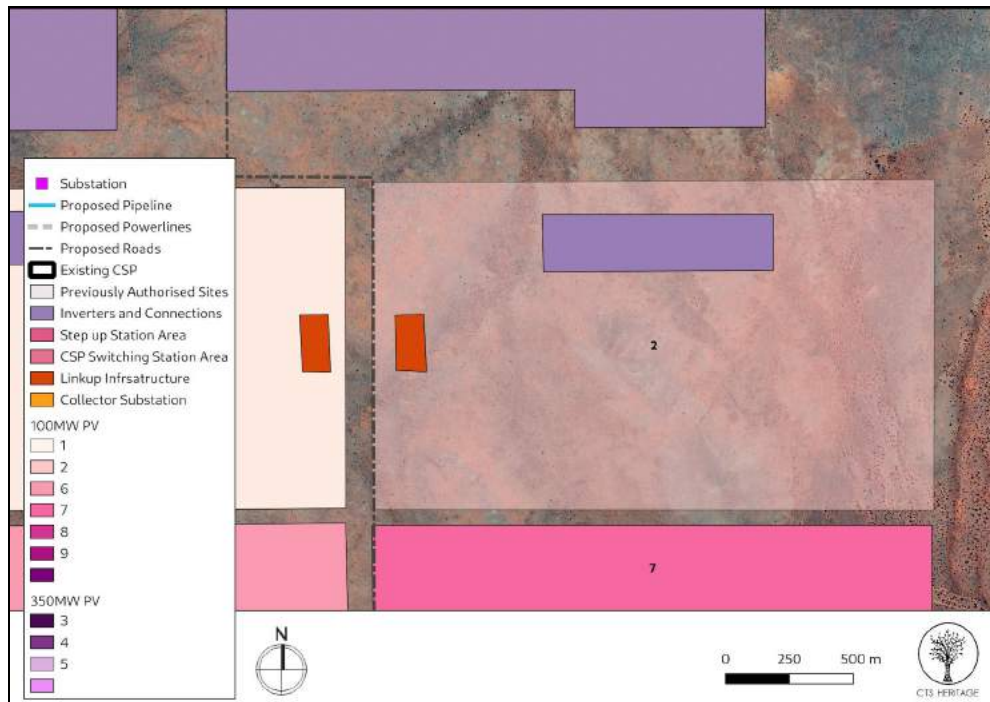 Substation
Proposed Pipeline
Proposed Powerlines
Proposed Roads
Existing CSP
Previously Authorised Sites
Inverters and Connections
Step up Station Area
CSP Switching Station Area
Linkup Infrsatructure
Collector Substation
100MW PV
1
2
6
7
8
9
350MW PV
3
4
5
2
7
N
0 250 500 m
CTS HERITAGE